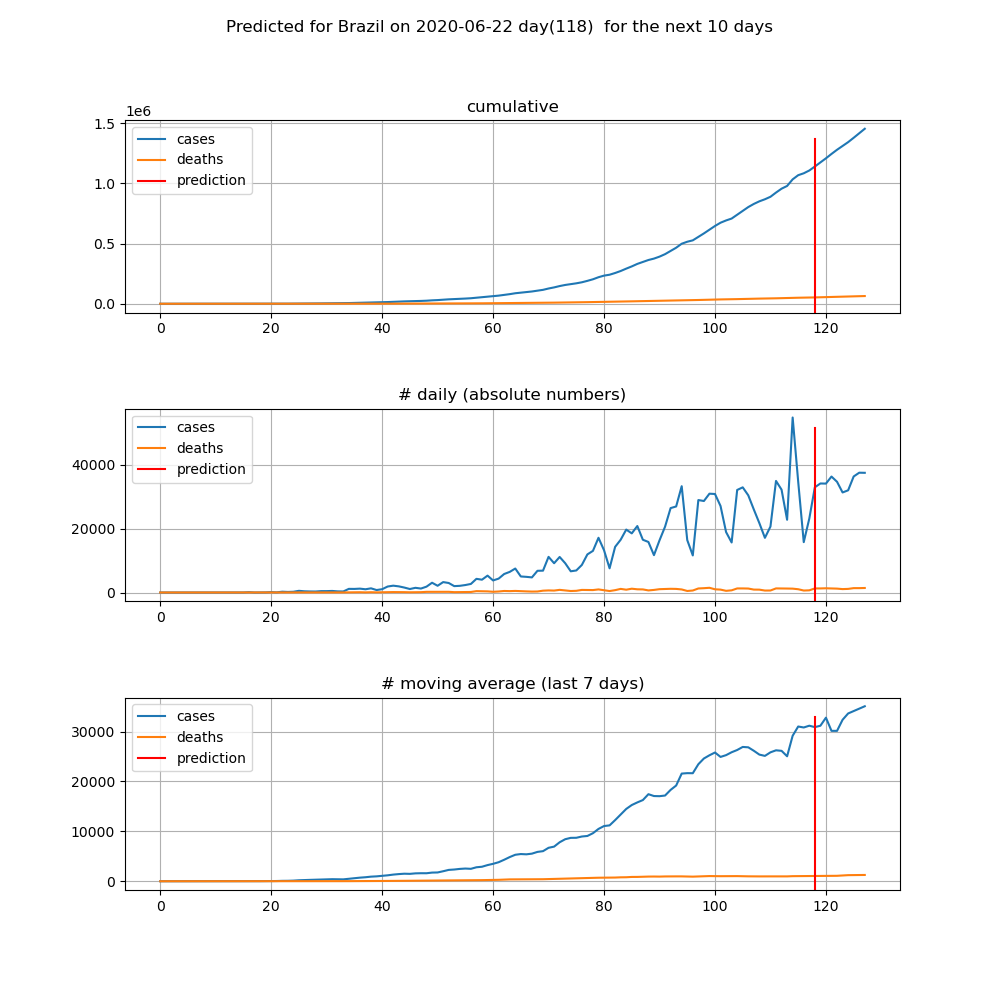 Predicted for Brazil on 2020-06-22 day(118)  for the next 10 days
cumulative
1e6
1.5
1.0
0.5
0.0
cases
deaths
prediction
0 20 40 60 80 100 120
# daily (absolute numbers)
40000
20000
0
cases
deaths
prediction
0 20 40 60 80 100 120
# moving average (last 7 days)
30000
20000
10000
0
cases
deaths
prediction
0 20 40 60 80 100 120